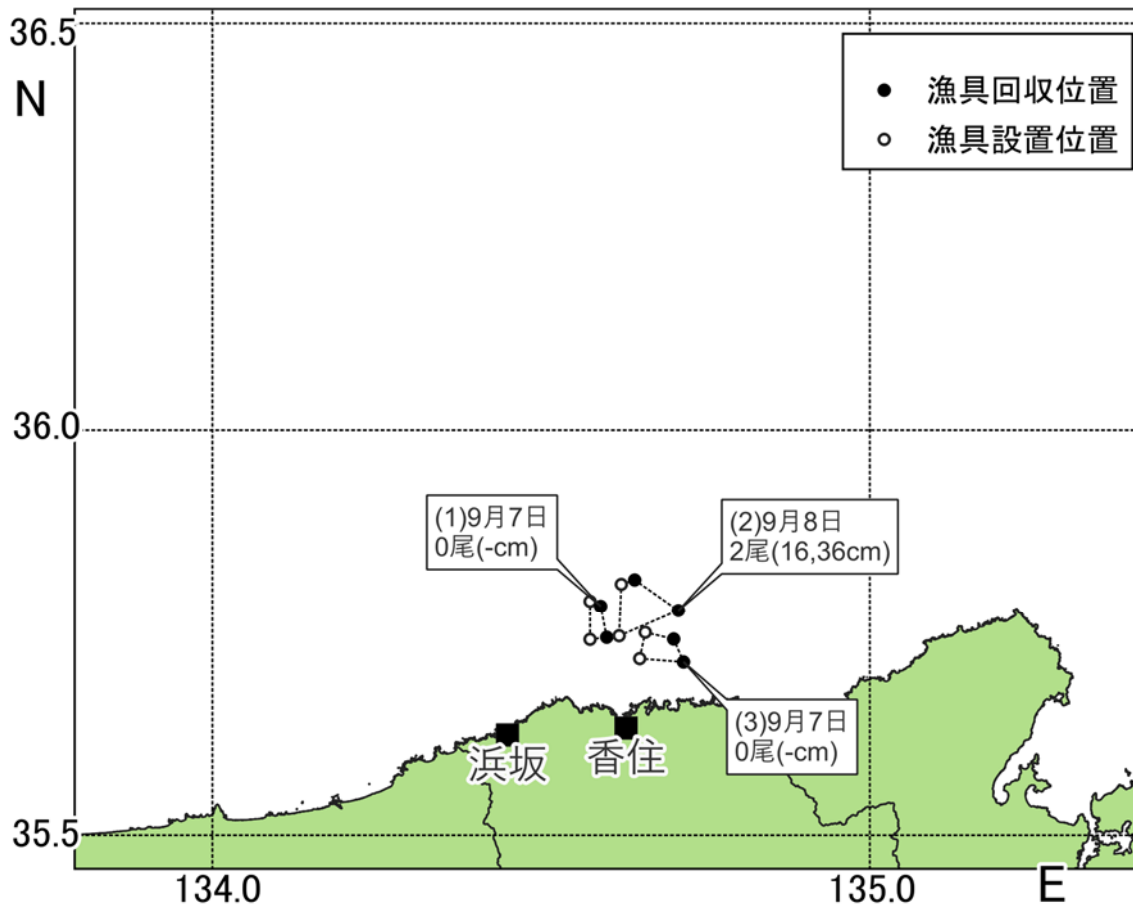 36.5
N
漁具回収位置
漁具設置位置
36.0
(1)9月7日
0尾(-cm)
(2)9月8日
2尾(16,36cm)
(3)9月7日
0尾(-cm)
浜坂
香住
35.5
134.0
135.0
E